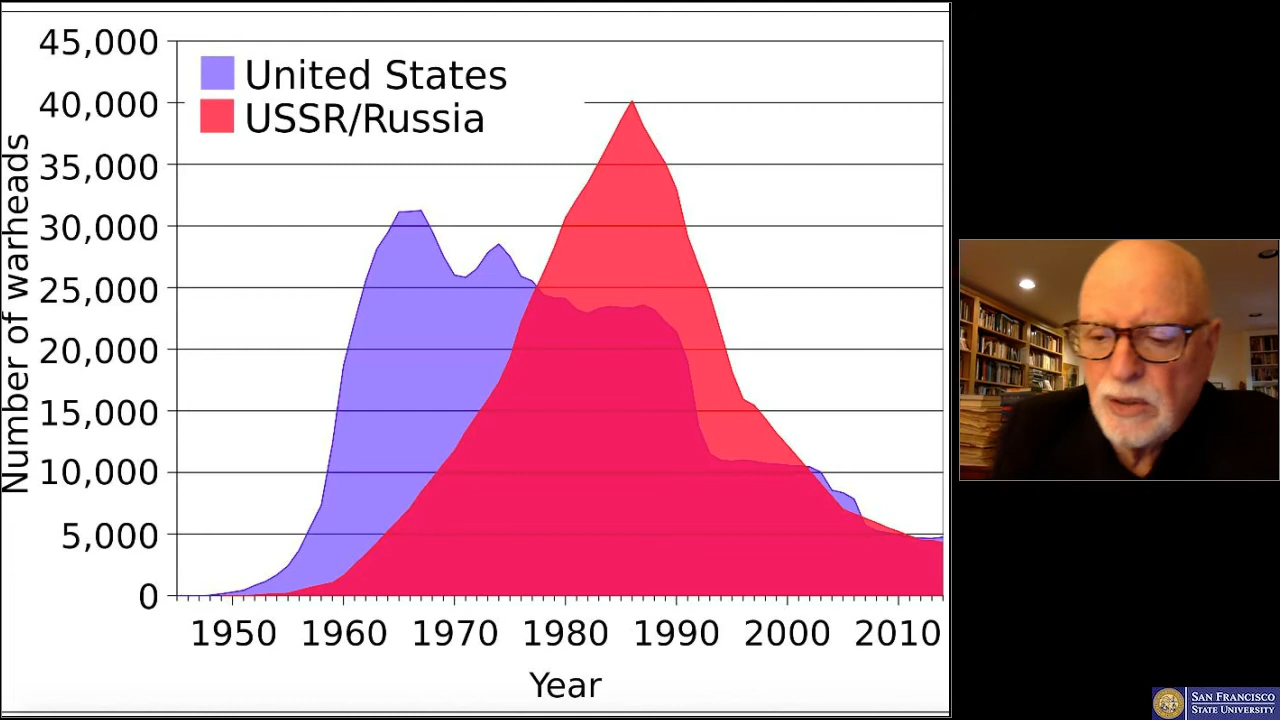 45,000
40,000
35,000
30,000
25,000
20,000
15,000
10,000
5,000
0
Number of warheads
United States
USSR/Russia
1950 1960 1970 1980 1990 2000 2010
Year
SAN FRANCISCO
STATE UNIVERSITY